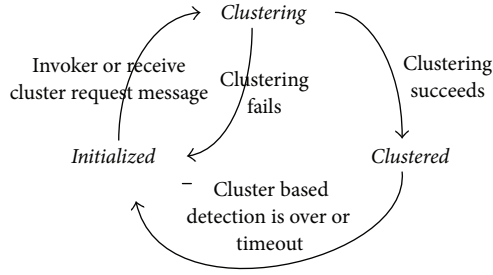 Clustering
Invoker or receive
cluster request message
Clustering
fails
Clustering
succeeds
Initialized
Clustered
–
Cluster based
detection is over or
timeout